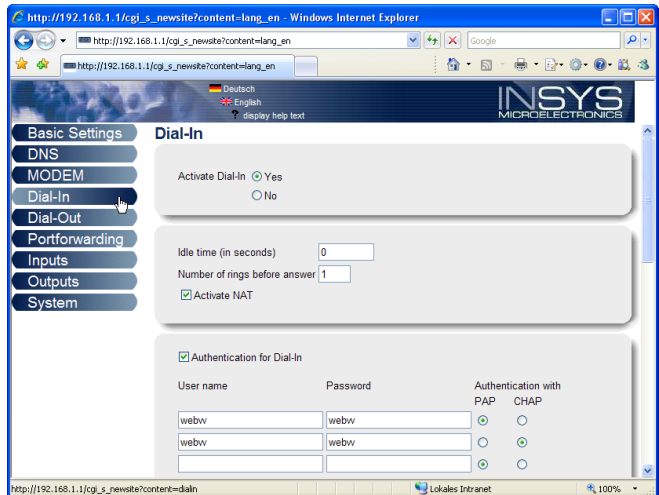 http://192.168.1.1/cgi_s_newsite?content=lang_en - Windows Internet Explorer
http://192.168.1.1/cgi_s_newsite?content=lang_en
Google
http://192.168.1.1/cgi_s_newsite?content=lang_en
Deutsch
English
? display help text
INSYS
MICROELECTRONICS
Basic Settings
DNS
MODEM
Dial-In
Dial-Out
Portforwarding
Inputs
Outputs
System
Dial-In
Activate Dial-In Yes
No
Idle time (in seconds) 0
Number of rings before answer 1
Activate NAT
Authentication for Dial-In
User name Password Authentication with
PAP CHAP
webvv webvv
webvv webvv
http://192.168.1.1/cgi_s_newsite?content=dialin Lokales Intranet 100%